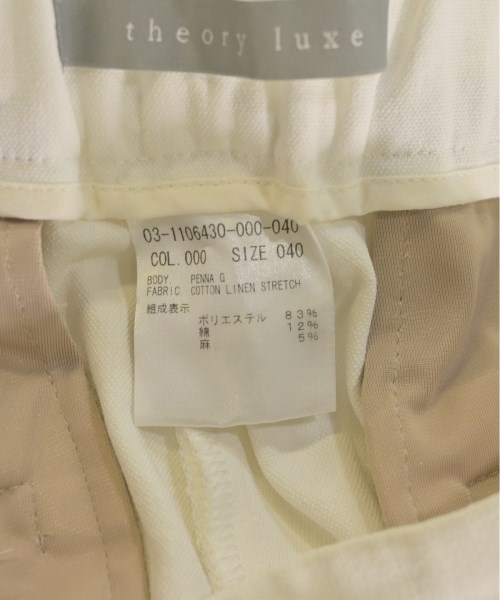 theory luxe
03-1106430-000-040
COL.000 SIZE 040
BODY PENNA G
FABRIC COTTON LINEN STRETCH
組成表示
ポリエステル 83%
綿 12%
麻 5%